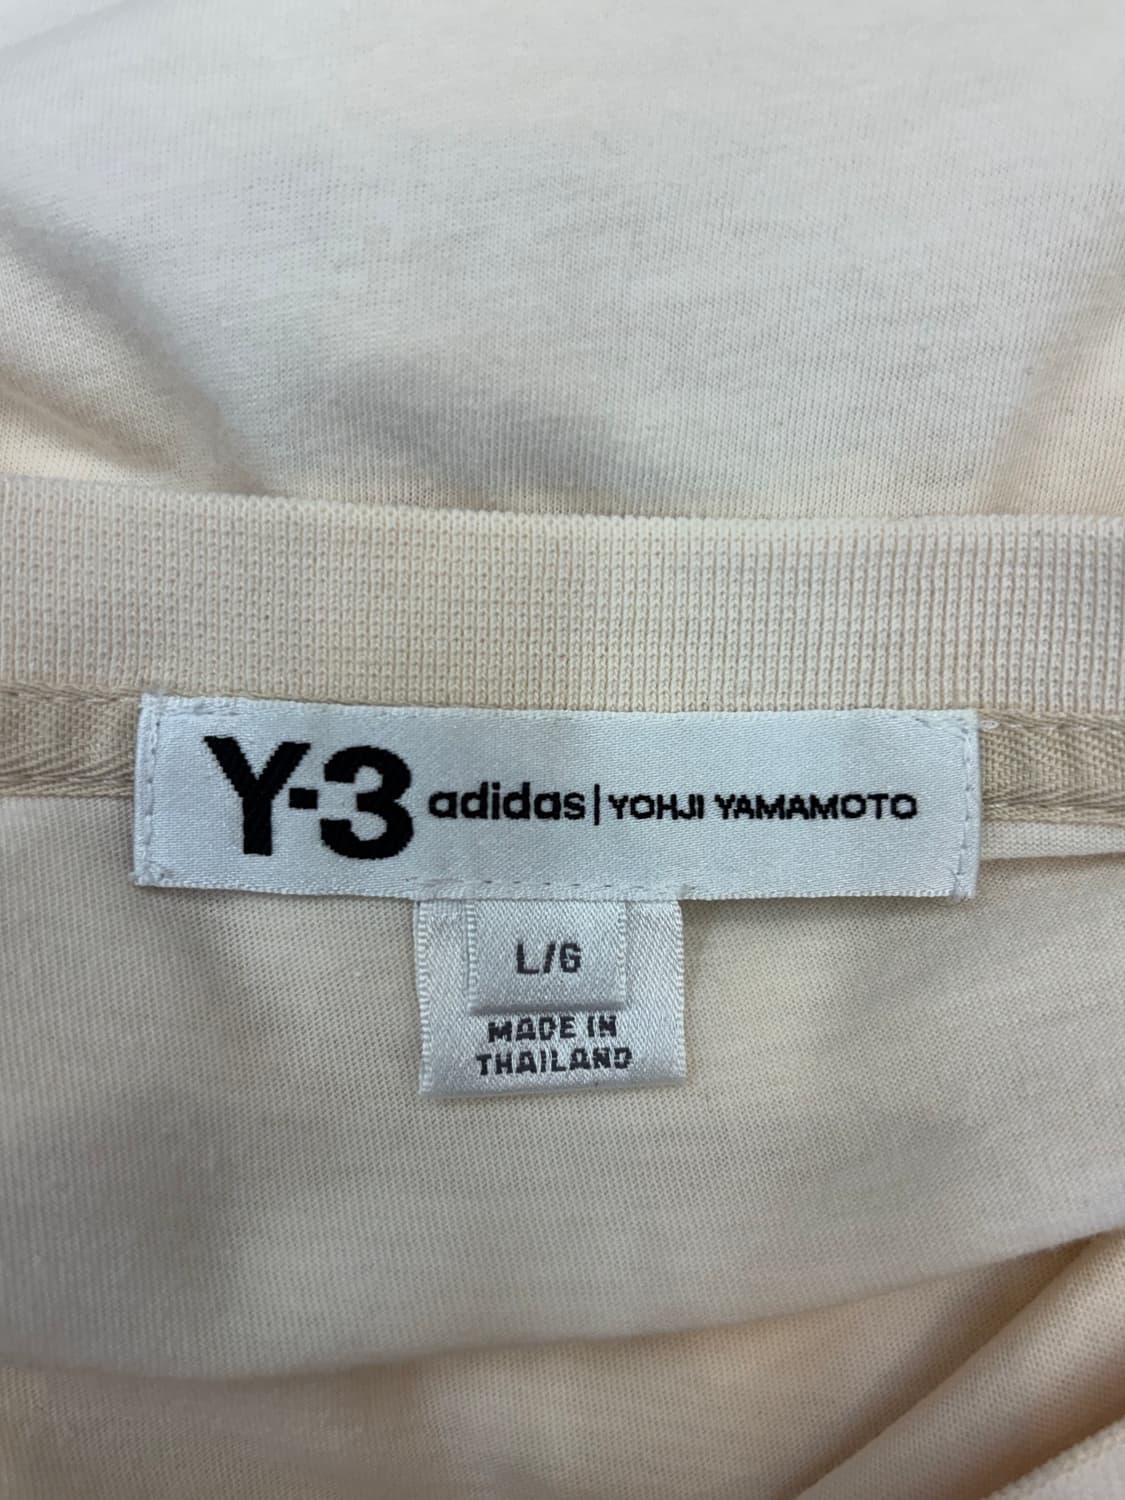 Y-3 adidas | YOHJI YAMAMOTO
L/G
MADE IN
THAILAND